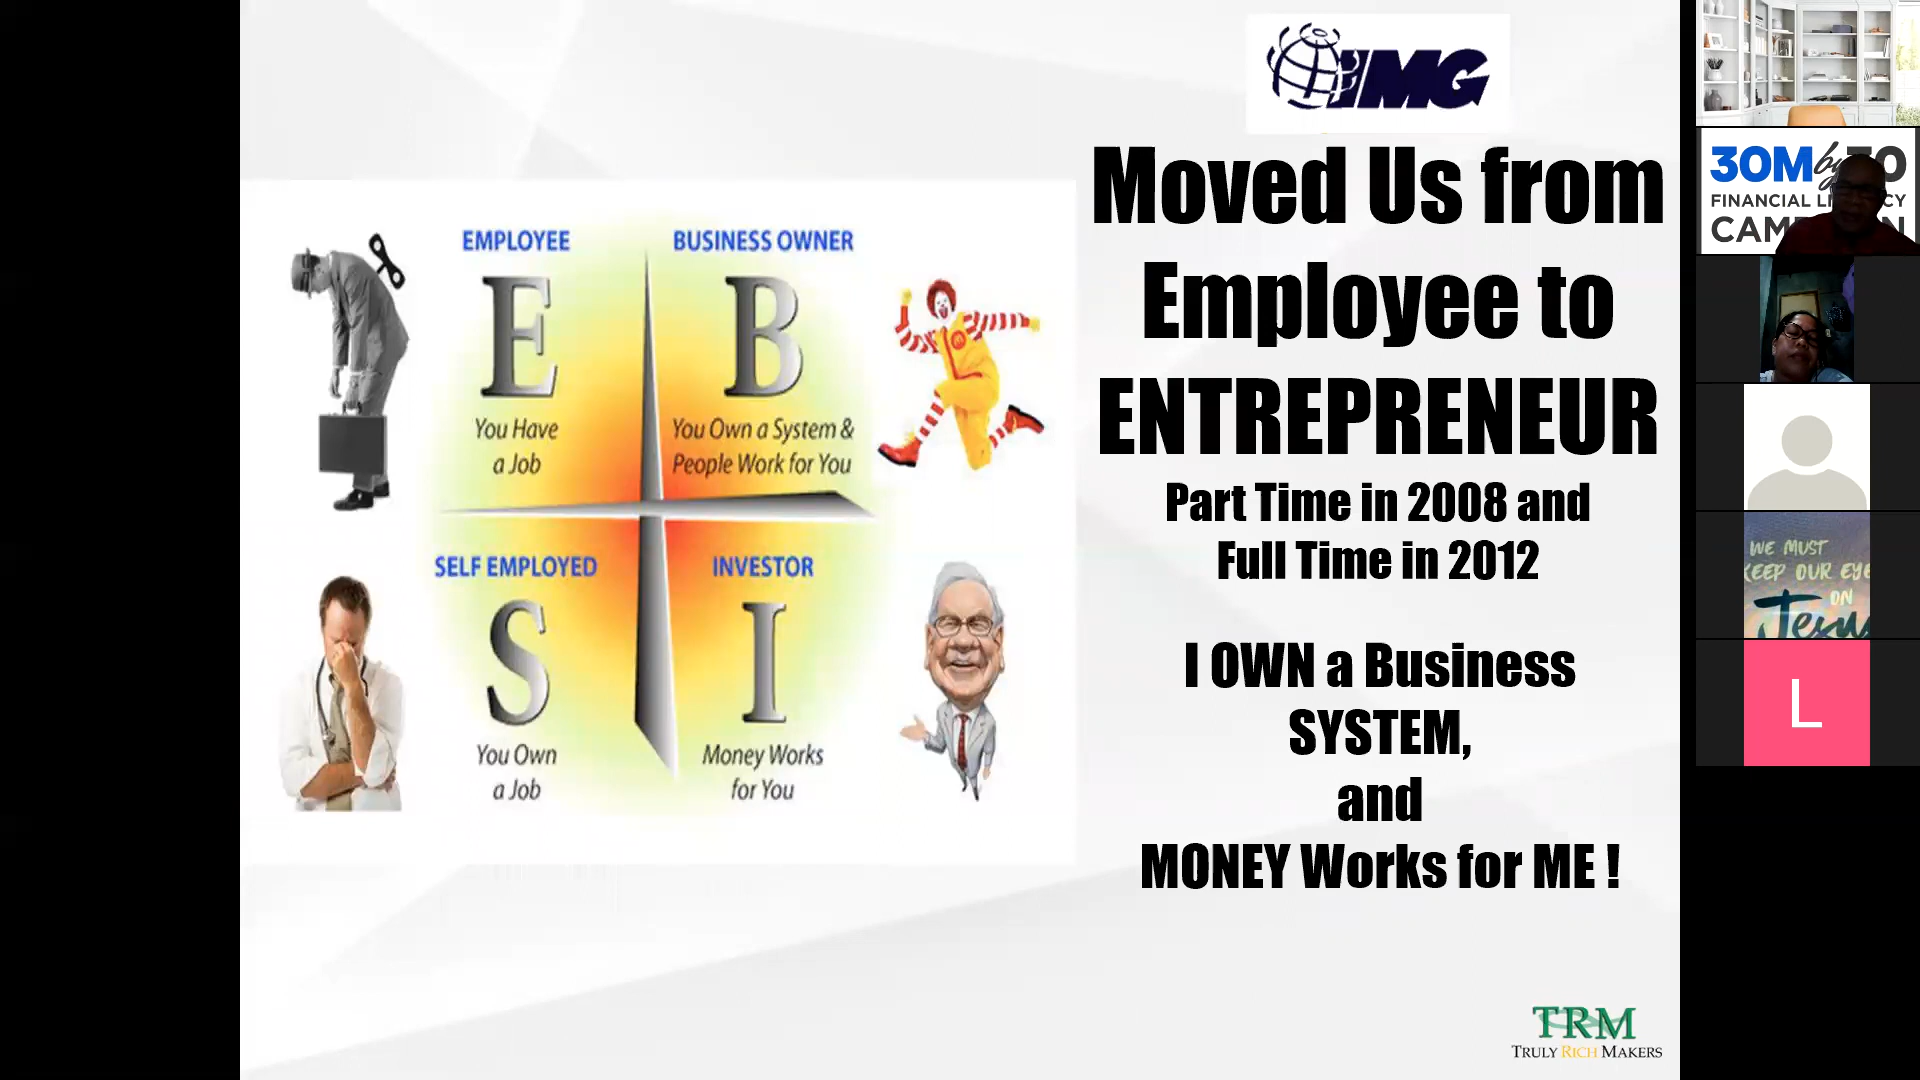 IMG
Moved Us from
Employee to
ENTREPRENEUR
Part Time in 2008 and
Full Time in 2012
I OWN a Business
SYSTEM,
and
MONEY Works for ME !
EMPLOYEE
E
You Have
a Job
BUSINESS OWNER
B
You Own a System &
People Work for You
SELF EMPLOYED
S
You Own
a Job
INVESTOR
I
Money Works
for You
TRM
TRULY RICH MAKERS
30M by
FINANCIAL
WE MUST
KEEP OUR EYE
ON
Jesu
L